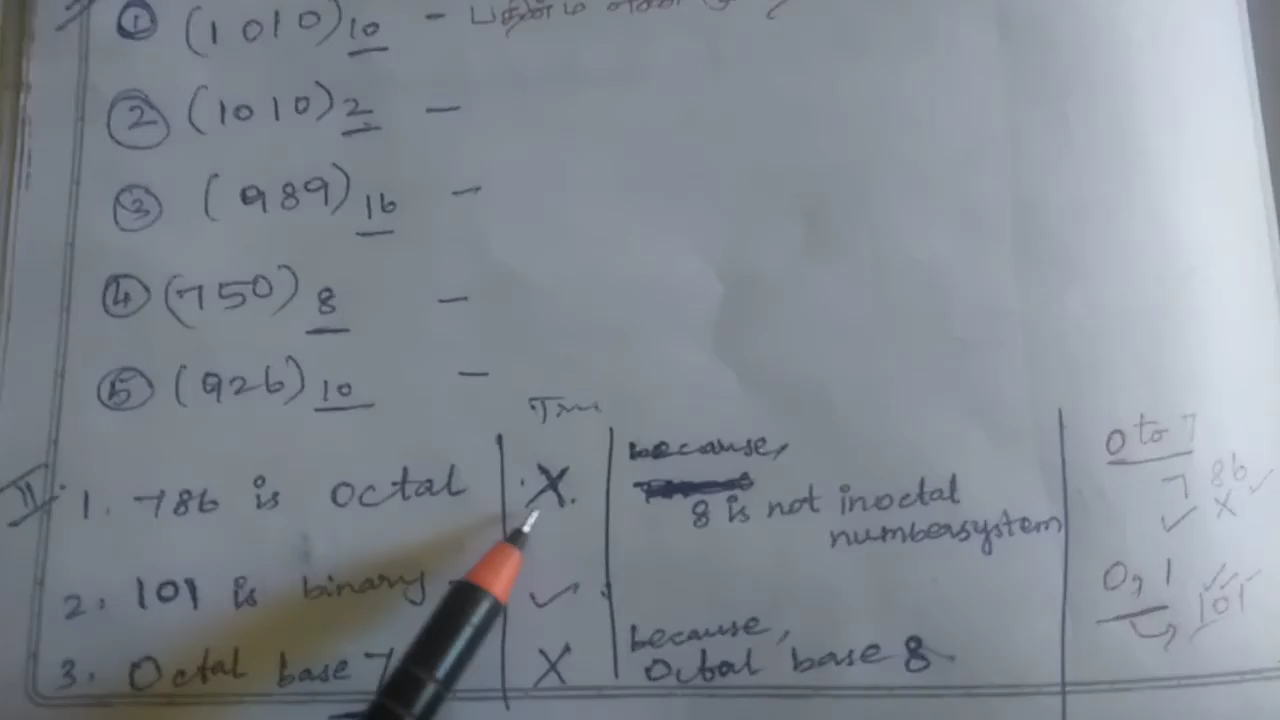 ① (1010)10 -
② (1010)2 -
③ (989)16 -
④ (750)8 -
⑤ (926)10 -
II. 1. 786 is Octal X because, 8 is not in octal
numbersystem
0 to 7
7 86
✓ X ✓
2. 101 is binary ✓
0, 1
101
3. Octal base 7 X because,
Octal base 8